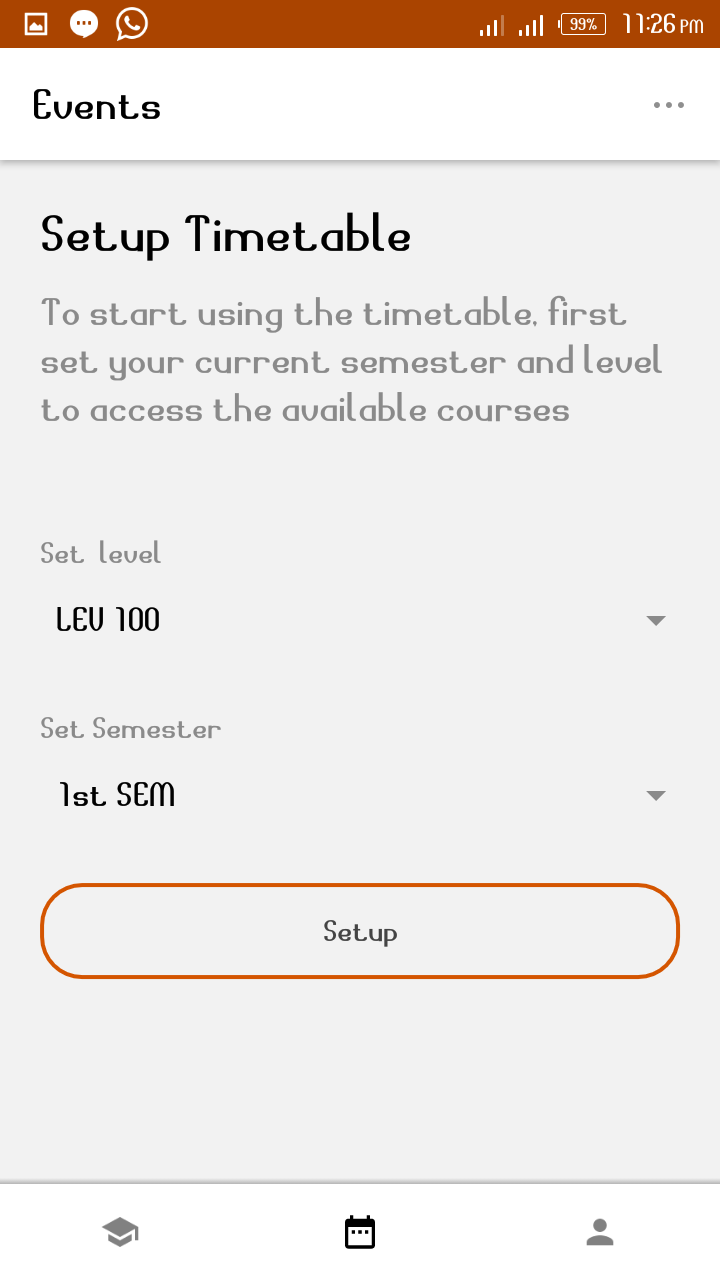 99% 11:26 PM
Events
Setup Timetable
To start using the timetable, first
set your current semester and level
to access the available courses
Set level
LEV 100
Set Semester
1st SEM
Setup